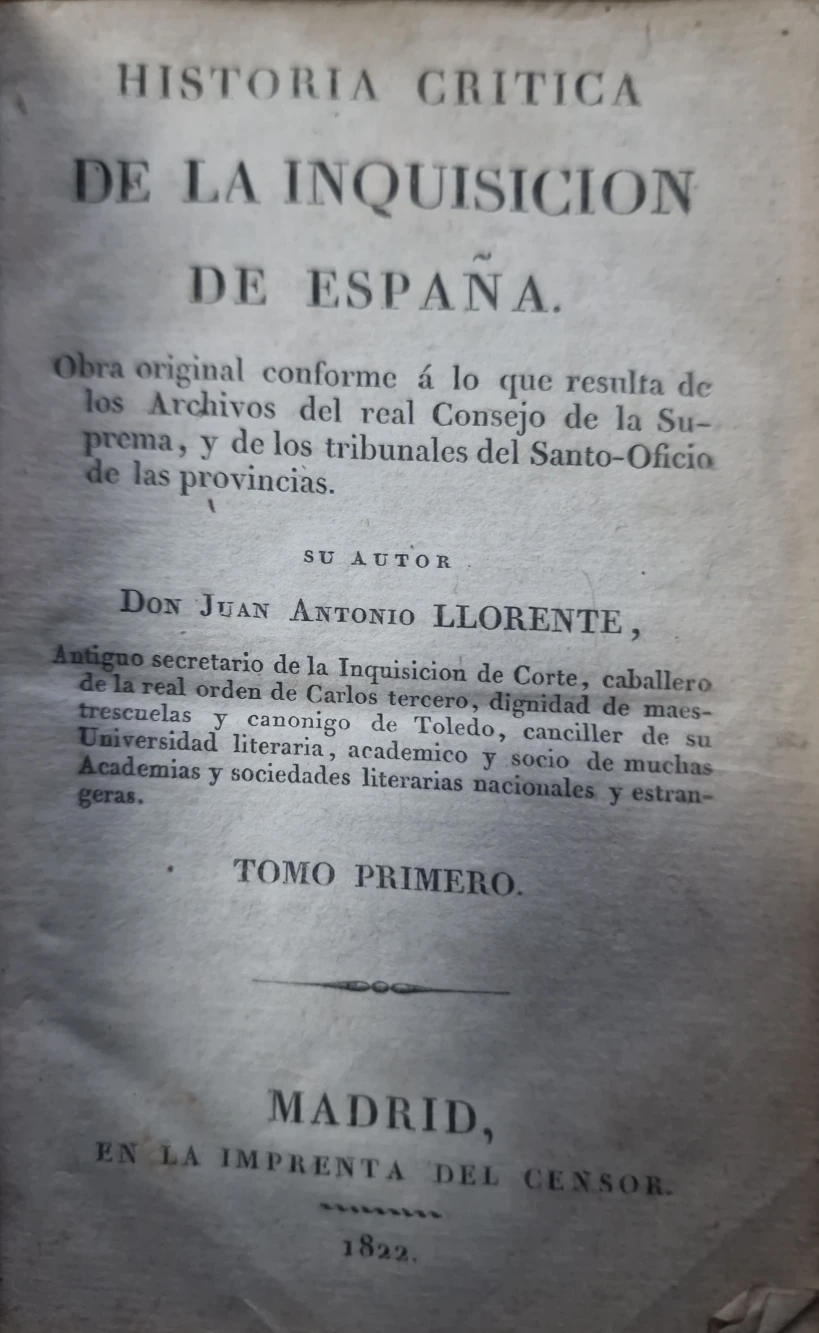 HISTORIA CRITICA
DE LA INQUISICION
DE ESPAÑA.
Obra original conforme á lo que resulta de
los Archivos del real Consejo de la Su-
prema, y de los tribunales del Santo-Oficio
de las provincias.
SU AUTOR
DON JUAN ANTONIO LLORENTE,
Antiguo secretario de la Inquisicion de Corte, caballero
de la real orden de Carlos tercero, dignidad de maes-
trescuelas y canonigo de Toledo, canciller de su
Universidad literaria, academico y socio de muchas
Academias y sociedades literarias nacionales y estran-
geras.
TOMO PRIMERO.
MADRID,
EN LA IMPRENTA DEL CENSOR.
1822.